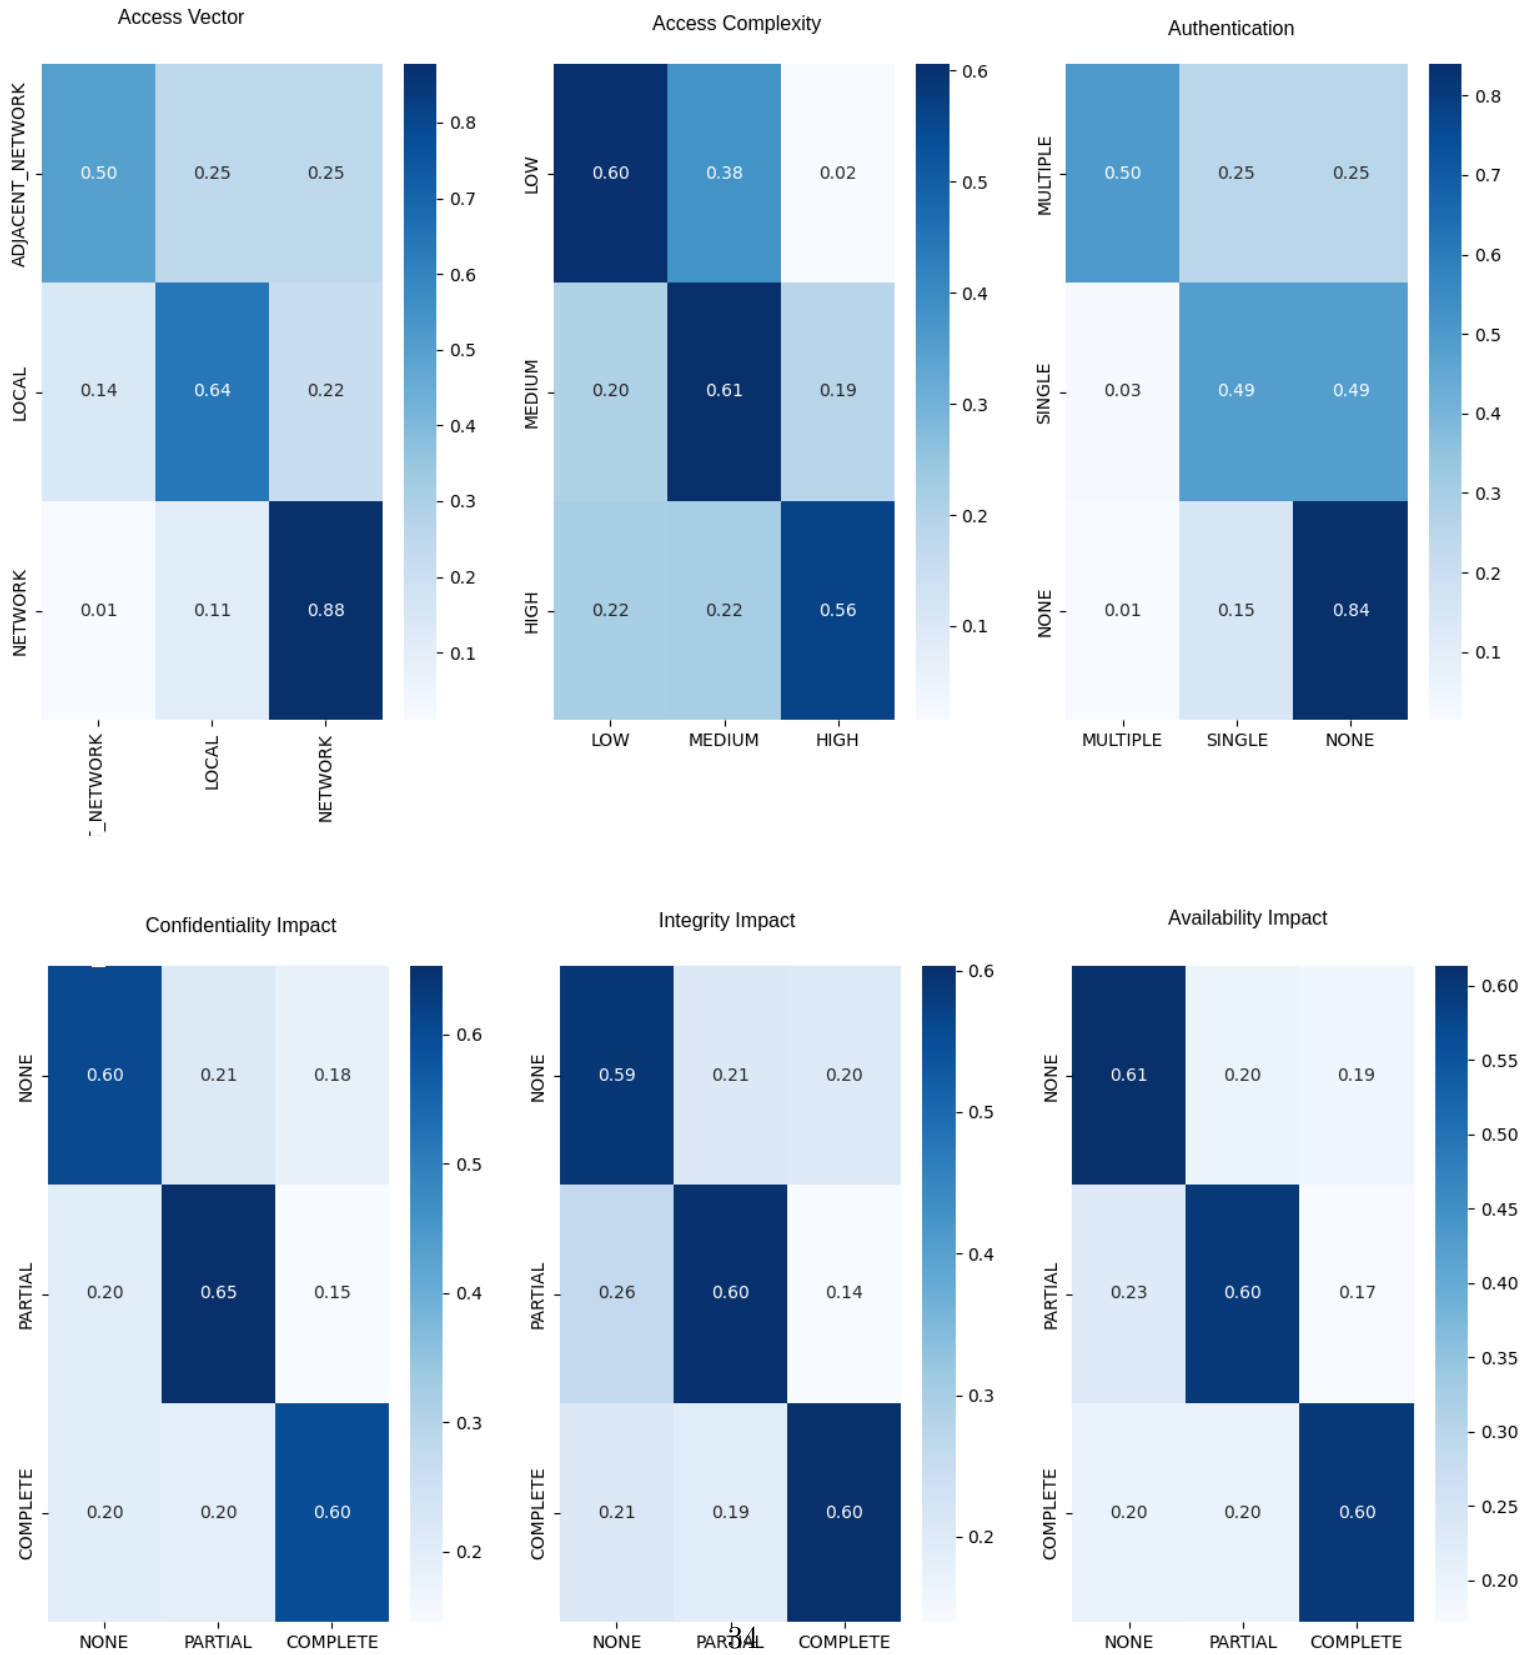 Access Vector
ADJACENT_NETWORK
LOCAL
NETWORK
0.50 0.25 0.25
0.14 0.64 0.22
0.01 0.11 0.88
T_NETWORK
LOCAL
NETWORK
0.8
0.7
0.6
0.5
0.4
0.3
0.2
0.1
Access Complexity
LOW
MEDIUM
HIGH
0.60 0.38 0.02
0.20 0.61 0.19
0.22 0.22 0.56
LOW MEDIUM HIGH
0.6
0.5
0.4
0.3
0.2
0.1
Authentication
MULTIPLE
SINGLE
NONE
0.50 0.25 0.25
0.03 0.49 0.49
0.01 0.15 0.84
MULTIPLE SINGLE NONE
0.8
0.7
0.6
0.5
0.4
0.3
0.2
0.1
Confidentiality Impact
NONE
PARTIAL
COMPLETE
0.60 0.21 0.18
0.20 0.65 0.15
0.20 0.20 0.60
NONE PARTIAL COMPLETE
0.6
0.5
0.4
0.3
0.2
Integrity Impact
NONE
PARTIAL
COMPLETE
0.59 0.21 0.20
0.26 0.60 0.14
0.21 0.19 0.60
NONE PARTIAL COMPLETE
0.6
0.5
0.4
0.3
0.2
Availability Impact
NONE
PARTIAL
COMPLETE
0.61 0.20 0.19
0.23 0.60 0.17
0.20 0.20 0.60
NONE PARTIAL COMPLETE
0.60
0.55
0.50
0.45
0.40
0.35
0.30
0.25
0.20
34